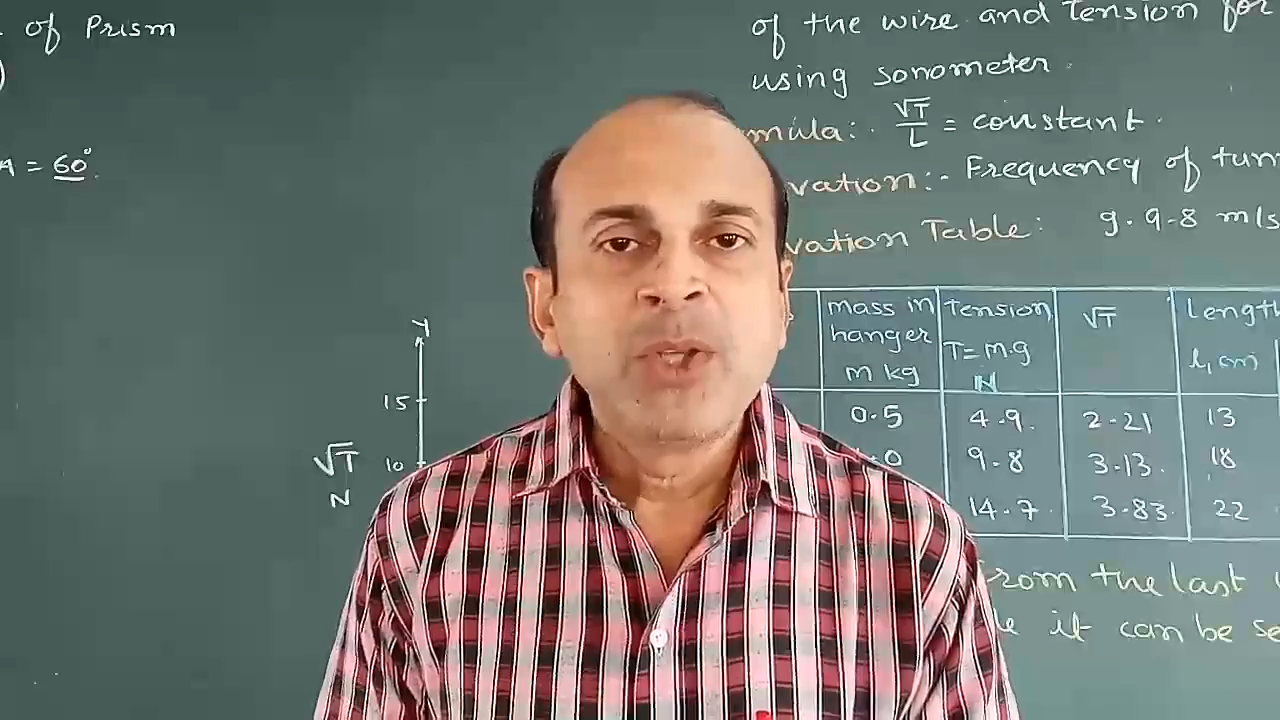 of Prism
)
A = 60°
of the wire and Tension for
using sonometer.
mula: √T/L = constant.
vation:- Frequency of tun
vation Table: g. 9.8 m/s
Y
15
√T
10
N
mass in hanger m kg | Tension T=m.g N | √T | Length l, cm
0.5 | 4.9 | 2.21 | 13
.0 | 9.8 | 3.13 | 18
14.7 | 3.83 | 22
from the last
it can be se